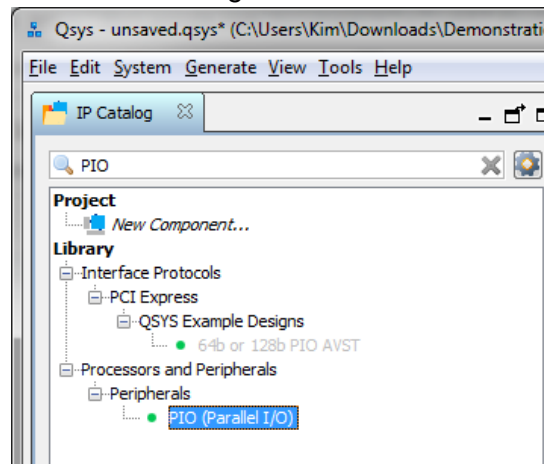 Qsys - unsaved.qsys* (C:\Users\Kim\Downloads\Demonstrati
File Edit System Generate View Tools Help
IP Catalog
PIO
Project
New Component...
Library
Interface Protocols
PCI Express
QSYS Example Designs
64b or 128b PIO AVST
Processors and Peripherals
Peripherals
PIO (Parallel I/O)